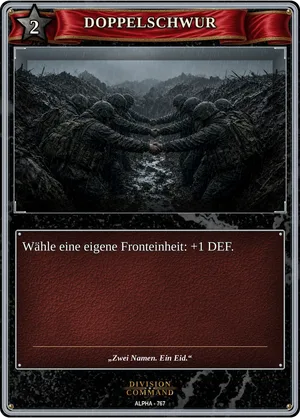 2
DOPPELSCHWUR
Wähle eine eigene Fronteinheit: +1 DEF.
„Zwei Namen. Ein Eid.“
DIVISION
COMMAND
ALPHA - 767